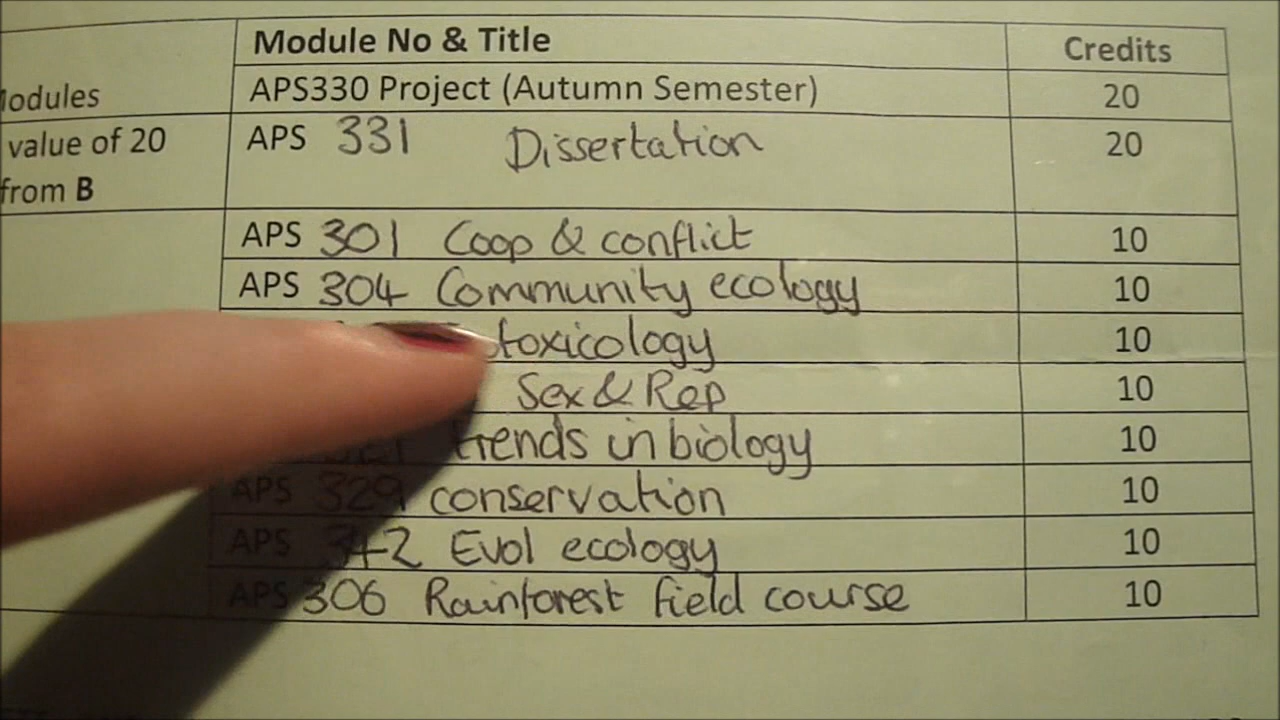 Module No & Title Credits
Modules APS330 Project (Autumn Semester) 20
value of 20 APS 331 Dissertation 20
from B
APS 301 Coop & conflict 10
APS 304 Community ecology 10
toxicology 10
Sex & Rep 10
trends in biology 10
APS 329 conservation 10
APS 342 Evol ecology 10
APS 306 Rainforest field course 10